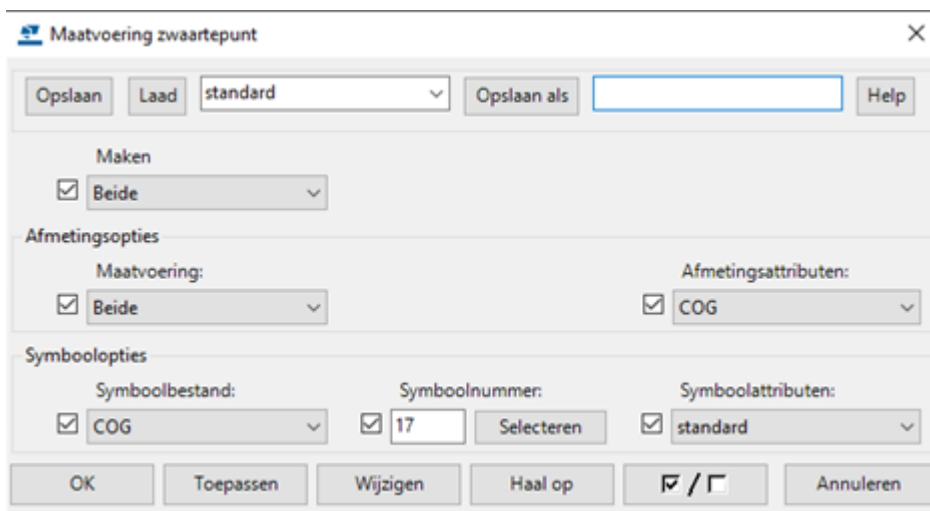 Maatvoering zwaartepunt
Opslaan Laad standard Opslaan als Help
Maken
Beide
Afmetingsopties
Maatvoering: Afmetingsattributen:
Beide COG
Symboolopties
Symboolbestand: Symboolnummer: Symboolattributen:
COG 17 Selecteren standard
OK Toepassen Wijzigen Haal op / Annuleren